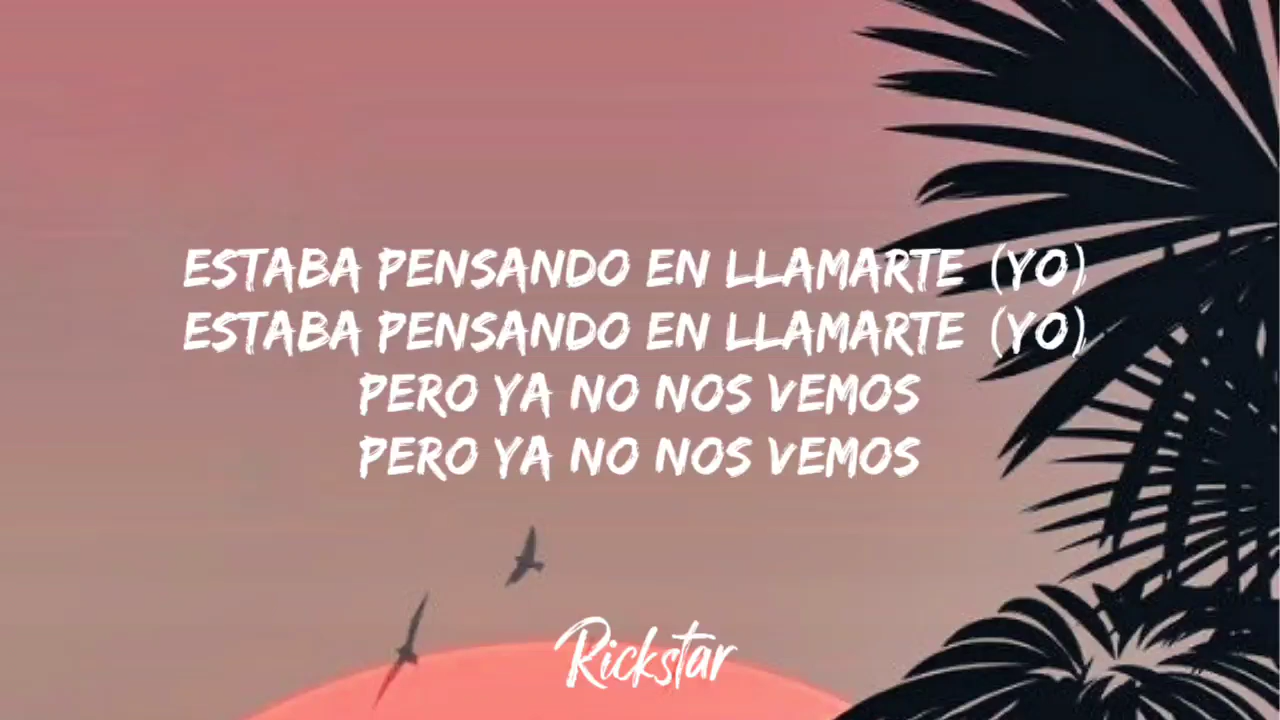 ESTABA PENSANDO EN LLAMARTE (YO)
ESTABA PENSANDO EN LLAMARTE (YO)
PERO YA NO NOS VEMOS
PERO YA NO NOS VEMOS
Rickstar